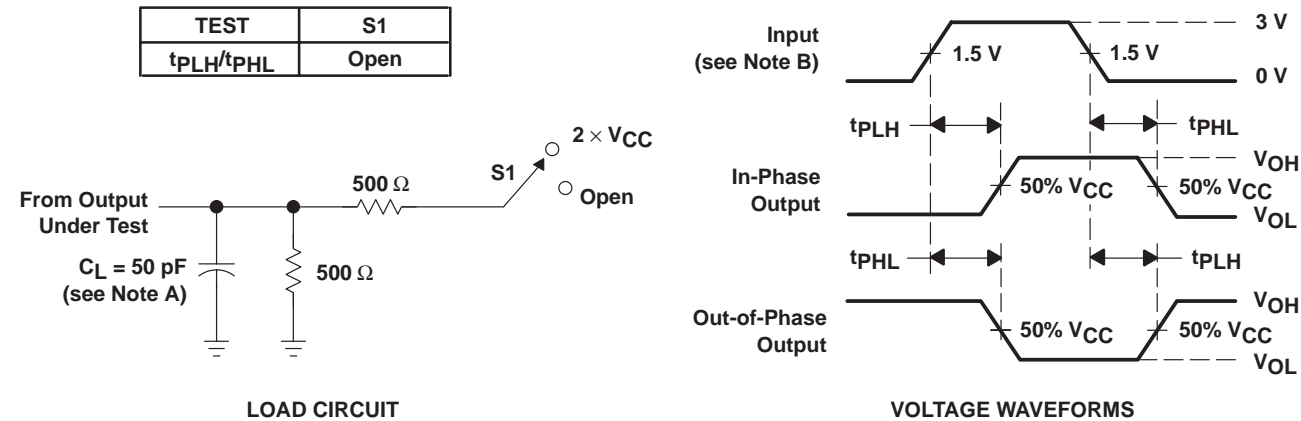 TEST S1
tPLH/tPHL Open
2 × VCC
S1
Open
500 Ω
From Output
Under Test
CL = 50 pF
(see Note A)
500 Ω
LOAD CIRCUIT
Input
(see Note B)
1.5 V 1.5 V
3 V
0 V
tPLH tPHL
In-Phase
Output
50% VCC 50% VCC
VOH
VOL
tPHL tPLH
Out-of-Phase
Output
50% VCC 50% VCC
VOH
VOL
VOLTAGE WAVEFORMS